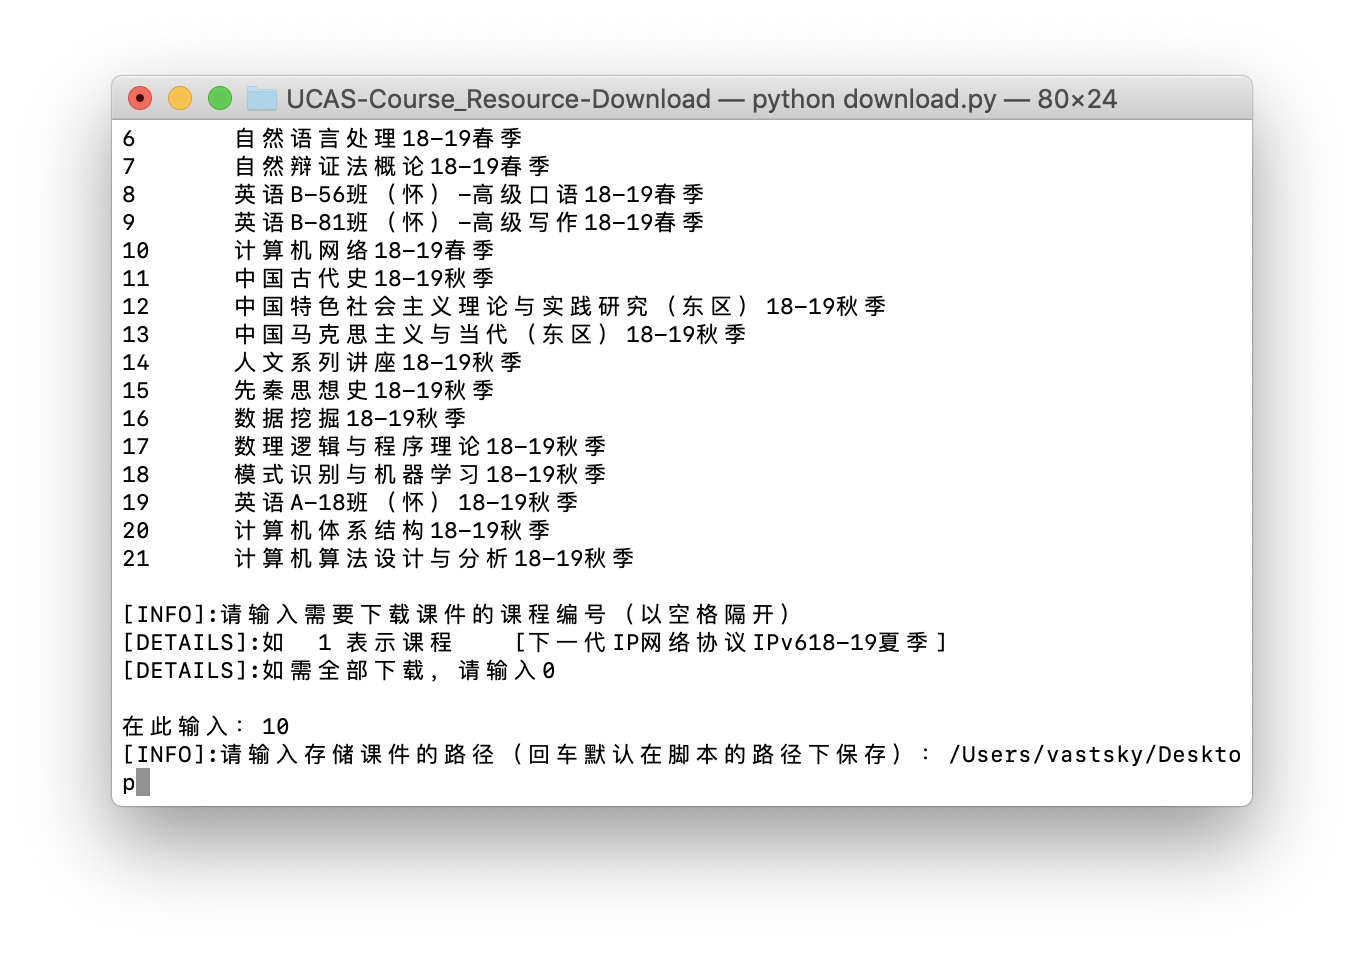 UCAS-Course_Resource-Download — python download.py — 80×24
6 自然语言处理18-19春季
7 自然辩证法概论18-19春季
8 英语B-56班（怀）-高级口语18-19春季
9 英语B-81班（怀）-高级写作18-19春季
10 计算机网络18-19春季
11 中国古代史18-19秋季
12 中国特色社会主义理论与实践研究（东区）18-19秋季
13 中国马克思主义与当代（东区）18-19秋季
14 人文系列讲座18-19秋季
15 先秦思想史18-19秋季
16 数据挖掘18-19秋季
17 数理逻辑与程序理论18-19秋季
18 模式识别与机器学习18-19秋季
19 英语A-18班（怀）18-19秋季
20 计算机体系结构18-19秋季
21 计算机算法设计与分析18-19秋季
[INFO]:请输入需要下载课件的课程编号（以空格隔开）
[DETAILS]:如 1 表示课程 [下一代IP网络协议IPv618-19夏季]
[DETAILS]:如需全部下载，请输入0
在此输入：10
[INFO]:请输入存储课件的路径（回车默认在脚本的路径下保存）：/Users/vastsky/Deskto
p